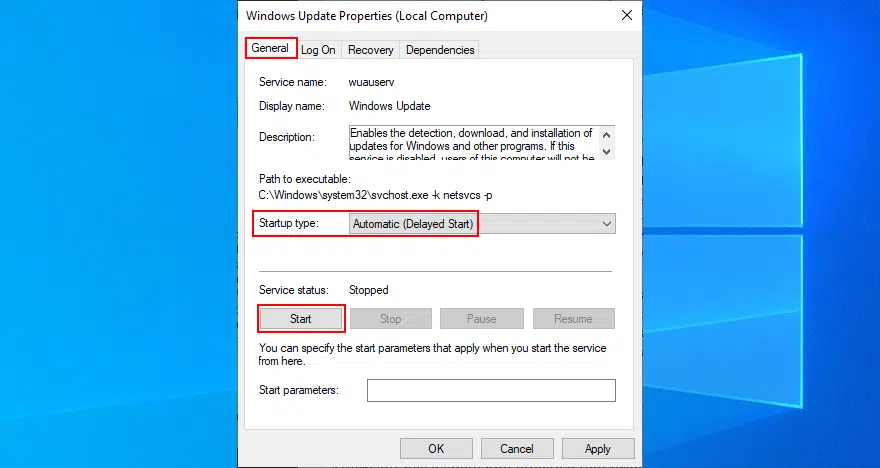 Windows Update Properties (Local Computer)
General Log On Recovery Dependencies
Service name: wuauserv
Display name: Windows Update
Description: Enables the detection, download, and installation of
updates for Windows and other programs. If this
service is disabled, users of this computer will not be
Path to executable:
C:\Windows\system32\svchost.exe -k netsvcs -p
Startup type: Automatic (Delayed Start)
Service status: Stopped
Start Stop Pause Resume
You can specify the start parameters that apply when you start the service
from here.
Start parameters:
OK Cancel Apply